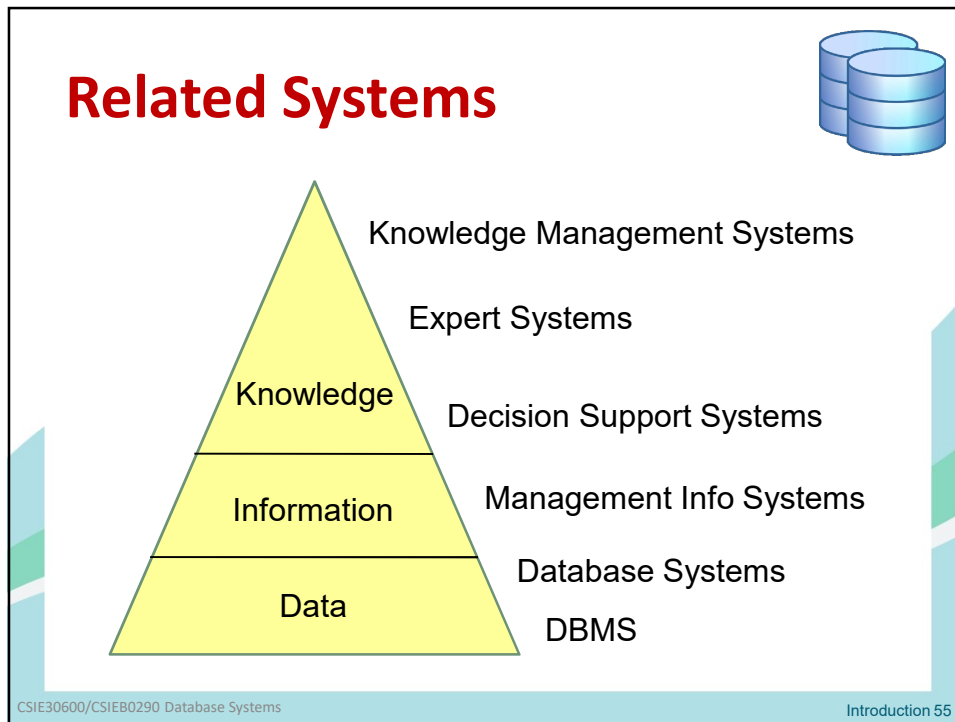 Related Systems
Knowledge Management Systems
Expert Systems
Knowledge
Decision Support Systems
Information
Management Info Systems
Database Systems
Data
DBMS
CSIE30600/CSIEB0290 Database Systems
Introduction 55